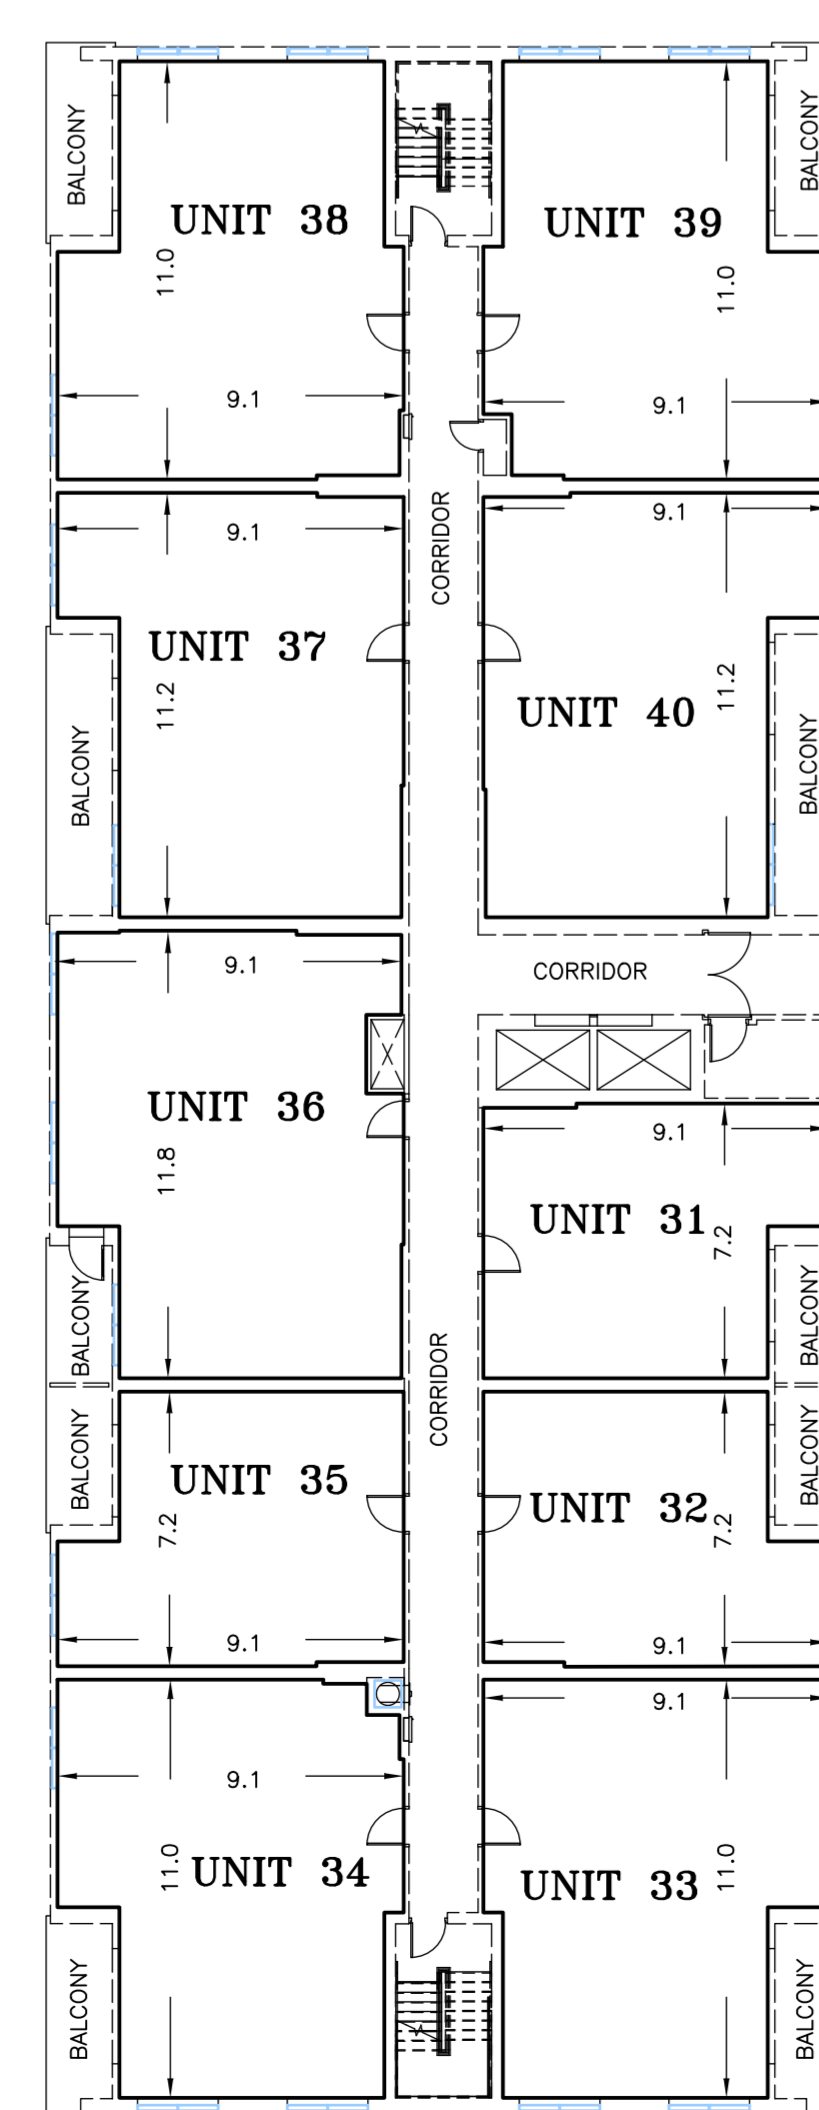 BALCONY
UNIT 38
11.0
9.1
UNIT 39
11.0
9.1
BALCONY
CORRIDOR
9.1
UNIT 37
11.2
BALCONY
9.1
UNIT 40
11.2
BALCONY
9.1
UNIT 36
11.8
BALCONY
CORRIDOR
9.1
UNIT 31
7.2
BALCONY
CORRIDOR
BALCONY
UNIT 35
7.2
9.1
UNIT 32
7.2
9.1
BALCONY
9.1
UNIT 34
11.0
BALCONY
9.1
UNIT 33
11.0
BALCONY